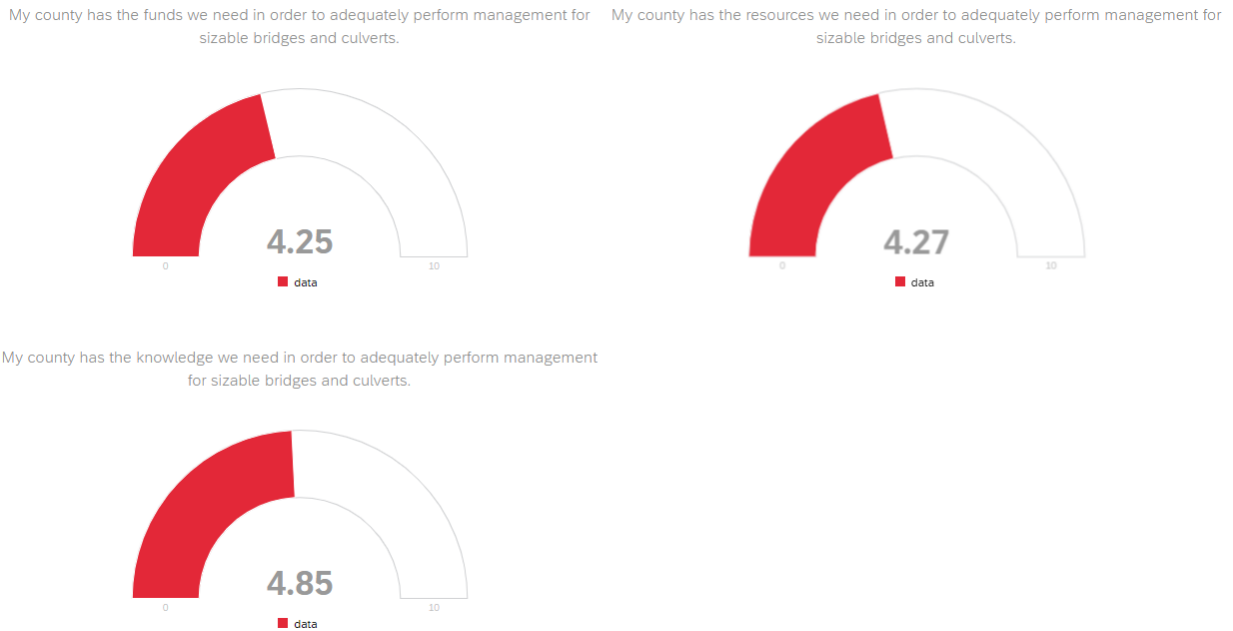 My county has the funds we need in order to adequately perform management for
sizable bridges and culverts.
4.25
0
10
data
My county has the resources we need in order to adequately perform management for
sizable bridges and culverts.
4.27
0
10
data
My county has the knowledge we need in order to adequately perform management
for sizable bridges and culverts.
4.85
0
10
data